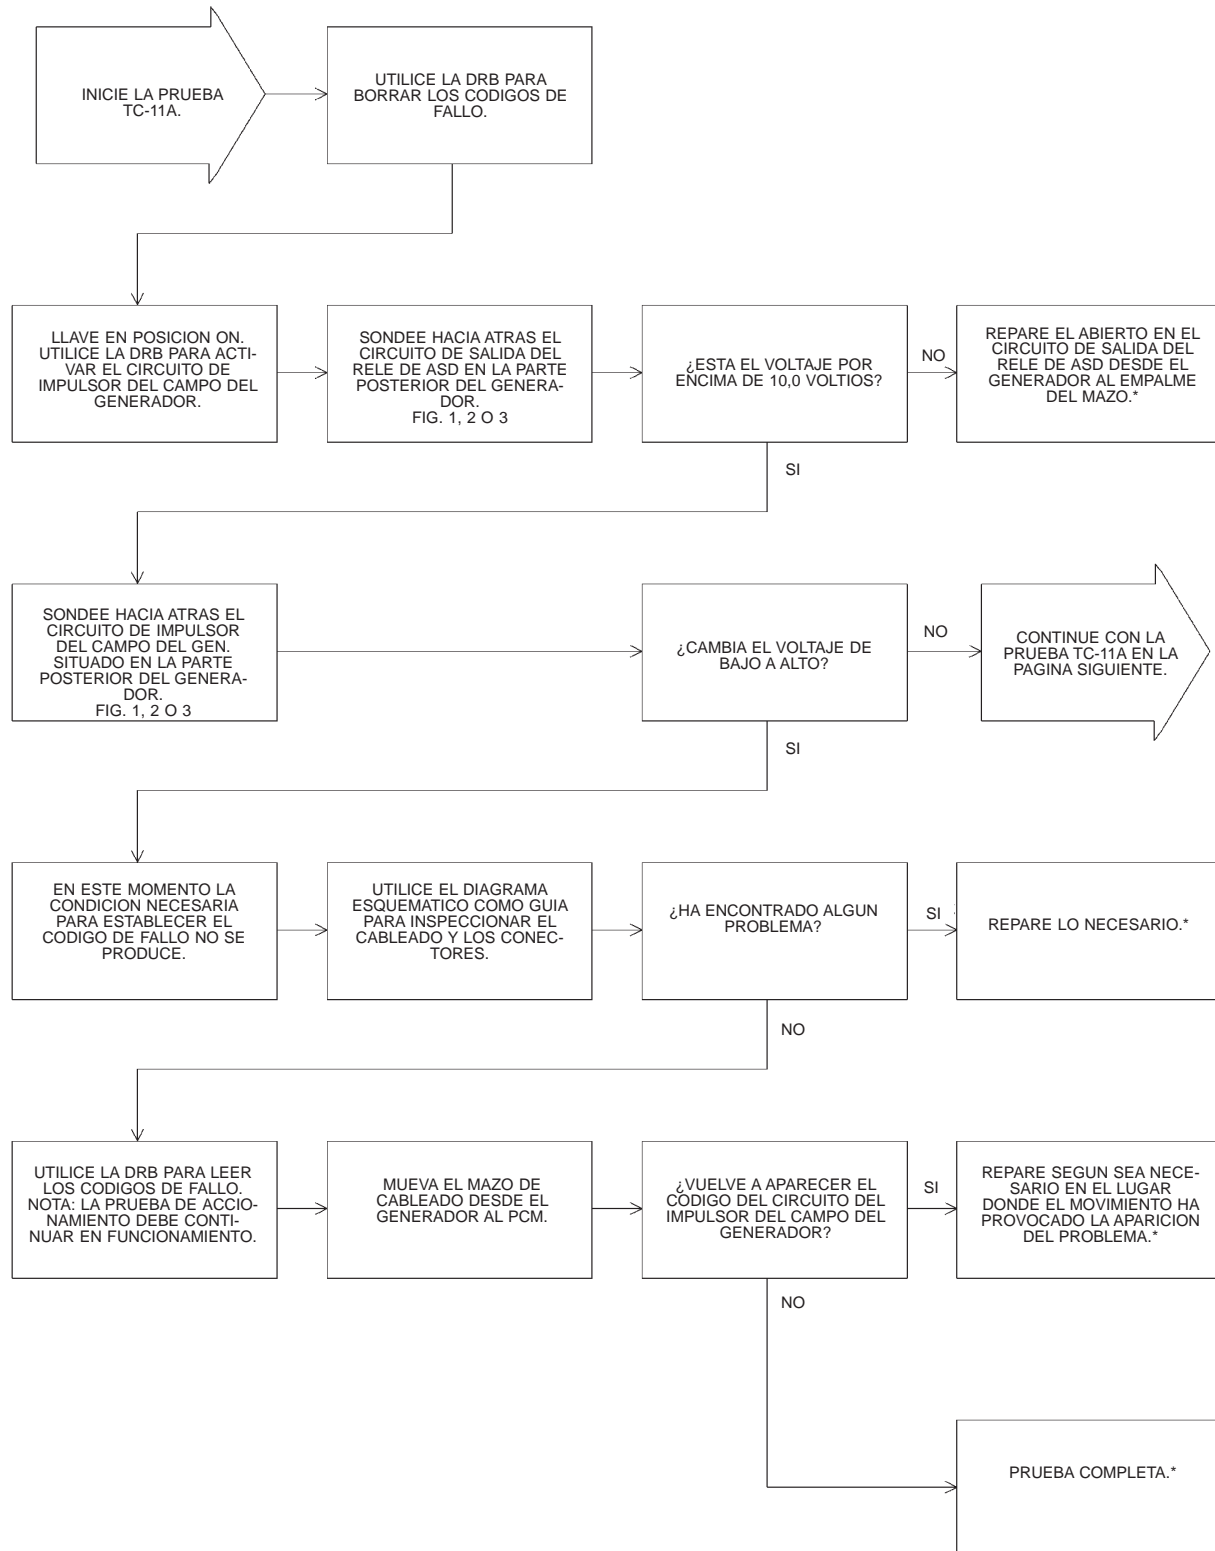 INICIE LA PRUEBA
TC-11A.
UTILICE LA DRB PARA
BORRAR LOS CODIGOS DE
FALLO.
LLAVE EN POSICION ON.
UTILICE LA DRB PARA ACTI-
VAR EL CIRCUITO DE
IMPULSOR DEL CAMPO DEL
GENERADOR.
SONDEE HACIA ATRAS EL
CIRCUITO DE SALIDA DEL
RELE DE ASD EN LA PARTE
POSTERIOR DEL GENERA-
DOR.
FIG. 1, 2 O 3
¿ESTA EL VOLTAJE POR
ENCIMA DE 10,0 VOLTIOS?
NO
REPARE EL ABIERTO EN EL
CIRCUITO DE SALIDA DEL
RELE DE ASD DESDE EL
GENERADOR AL EMPALME
DEL MAZO.*
SI
SONDEE HACIA ATRAS EL
CIRCUITO DE IMPULSOR
DEL CAMPO DEL GEN.
SITUADO EN LA PARTE
POSTERIOR DEL GENERA-
DOR.
FIG. 1, 2 O 3
¿CAMBIA EL VOLTAJE DE
BAJO A ALTO?
NO
CONTINUE CON LA
PRUEBA TC-11A EN LA
PAGINA SIGUIENTE.
SI
EN ESTE MOMENTO LA
CONDICION NECESARIA
PARA ESTABLECER EL
CODIGO DE FALLO NO SE
PRODUCE.
UTILICE EL DIAGRAMA
ESQUEMATICO COMO GUIA
PARA INSPECCIONAR EL
CABLEADO Y LOS CONEC-
TORES.
¿HA ENCONTRADO ALGUN
PROBLEMA?
SI
REPARE LO NECESARIO.*
NO
UTILICE LA DRB PARA LEER
LOS CODIGOS DE FALLO.
NOTA: LA PRUEBA DE ACCIO-
NAMIENTO DEBE CONTI-
NUAR EN FUNCIONAMIENTO.
MUEVA EL MAZO DE
CABLEADO DESDE EL
GENERADOR AL PCM.
¿VUELVE A APARECER EL
CÓDIGO DEL CIRCUITO DEL
IMPULSOR DEL CAMPO DEL
GENERADOR?
SI
REPARE SEGUN SEA NECE-
SARIO EN EL LUGAR
DONDE EL MOVIMIENTO HA
PROVOCADO LA APARICION
DEL PROBLEMA.*
NO
PRUEBA COMPLETA.*